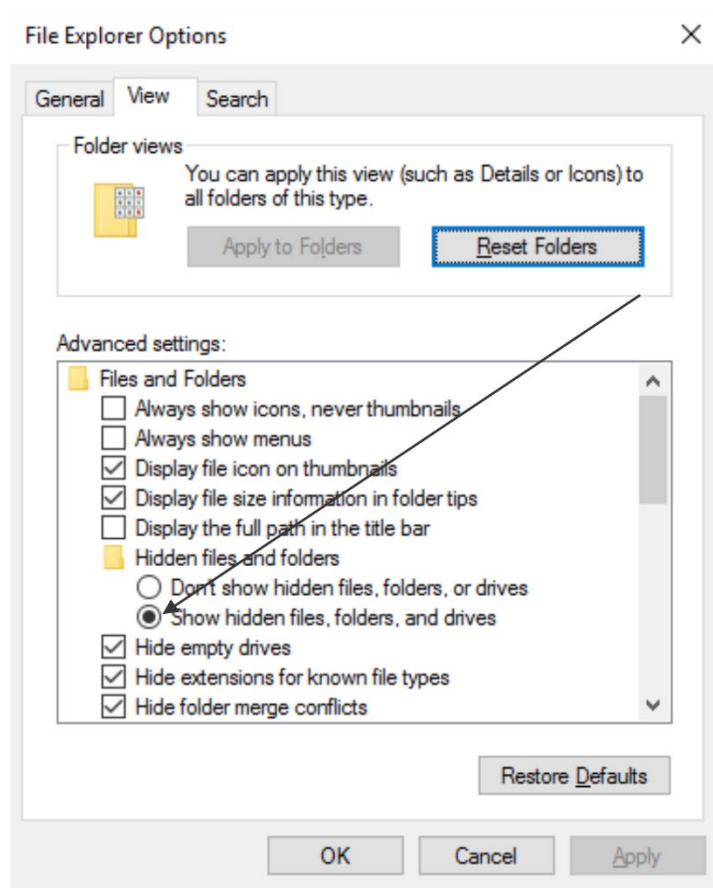 File Explorer Options
General View Search
Folder views
You can apply this view (such as Details or Icons) to
all folders of this type.
Apply to Folders Reset Folders
Advanced settings:
Files and Folders
Always show icons, never thumbnails
Always show menus
Display file icon on thumbnails
Display file size information in folder tips
Display the full path in the title bar
Hidden files and folders
Don't show hidden files, folders, or drives
Show hidden files, folders, and drives
Hide empty drives
Hide extensions for known file types
Hide folder merge conflicts
Restore Defaults
OK Cancel Apply